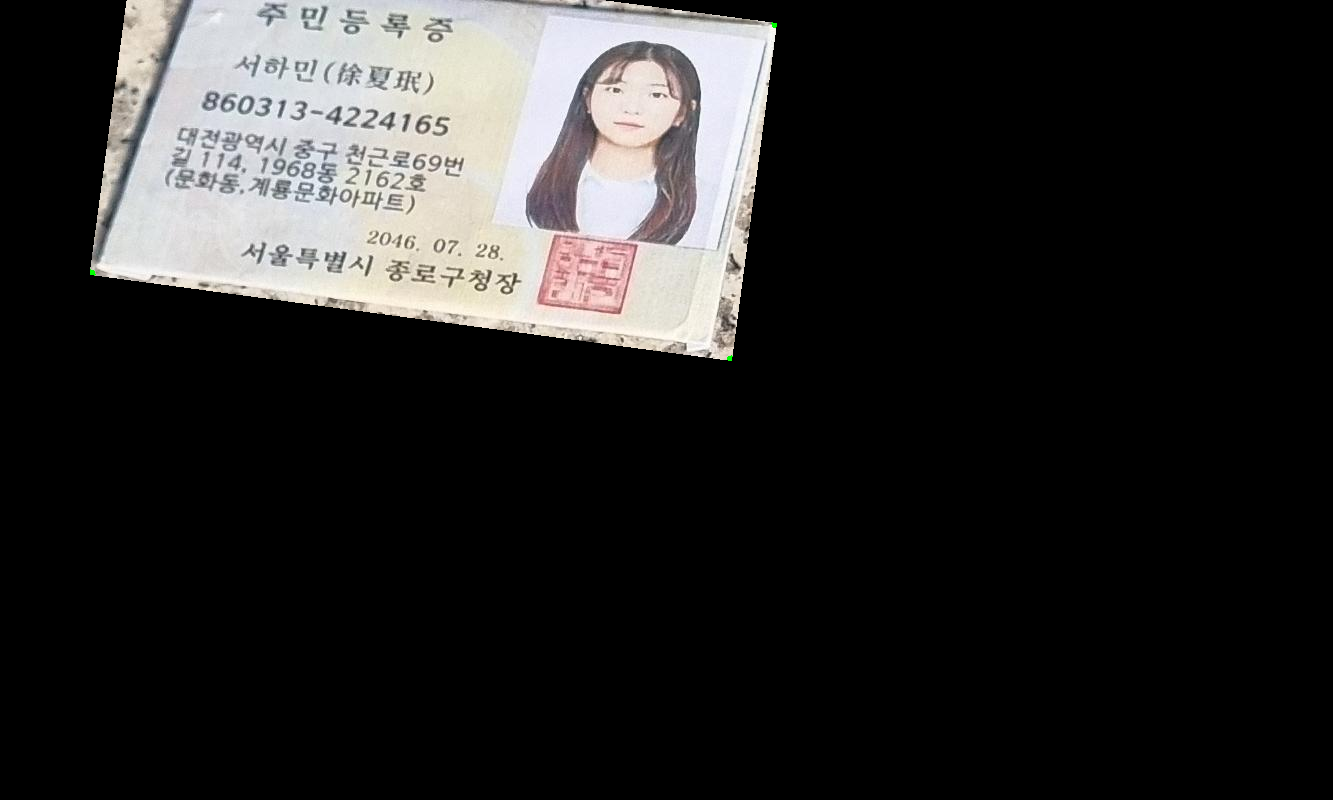 주민등록증
서하민(徐夏珉)
860313-4224165
대전광역시 중구 천근로69번
길 114, 1968동 2162호
(문화동,계룡문화아파트)
2046. 07. 28.
서울특별시 종로구청장